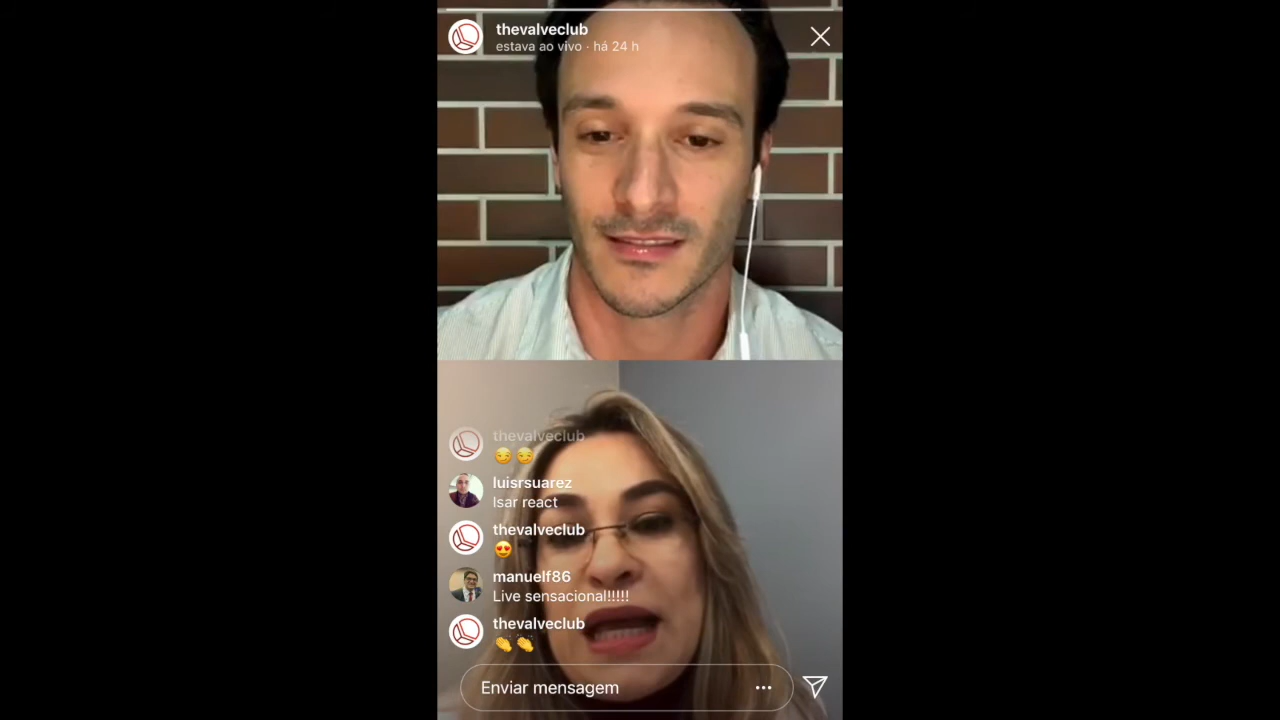 thevalveclub
estava ao vivo · há 24 h
thevalveclub
😏 😏
luisrsuarez
Isar react
thevalveclub
😍
manuelf86
Live sensacional!!!!!
thevalveclub
👏 👏
Enviar mensagem